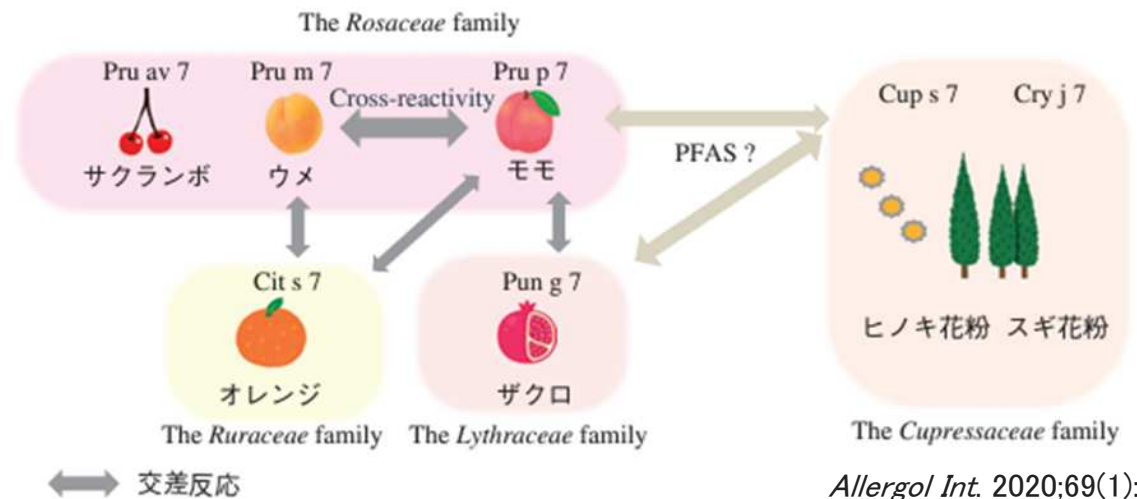 The Rosaceae family
Pru av 7
Pru m 7
Pru p 7
Cross-reactivity
サクランボ
ウメ
モモ
PFAS ?
Cup s 7
Cry j 7
ヒノキ花粉
スギ花粉
Cit s 7
オレンジ
Pun g 7
ザクロ
The Ruraceae family
The Lythraceae family
The Cupressaceae family
交差反応
Allergol Int. 2020;69(1):